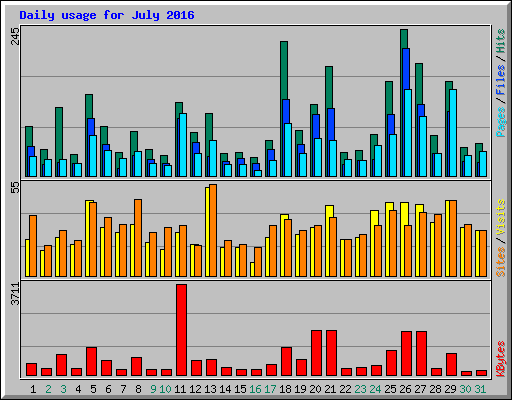 Daily usage for July 2016
245
Pages / Files / Hits
55
Sites / Visits
3711
KBytes
1 2 3 4 5 6 7 8 9 10 11 12 13 14 15 16 17 18 19 20 21 22 23 24 25 26 27 28 29 30 31